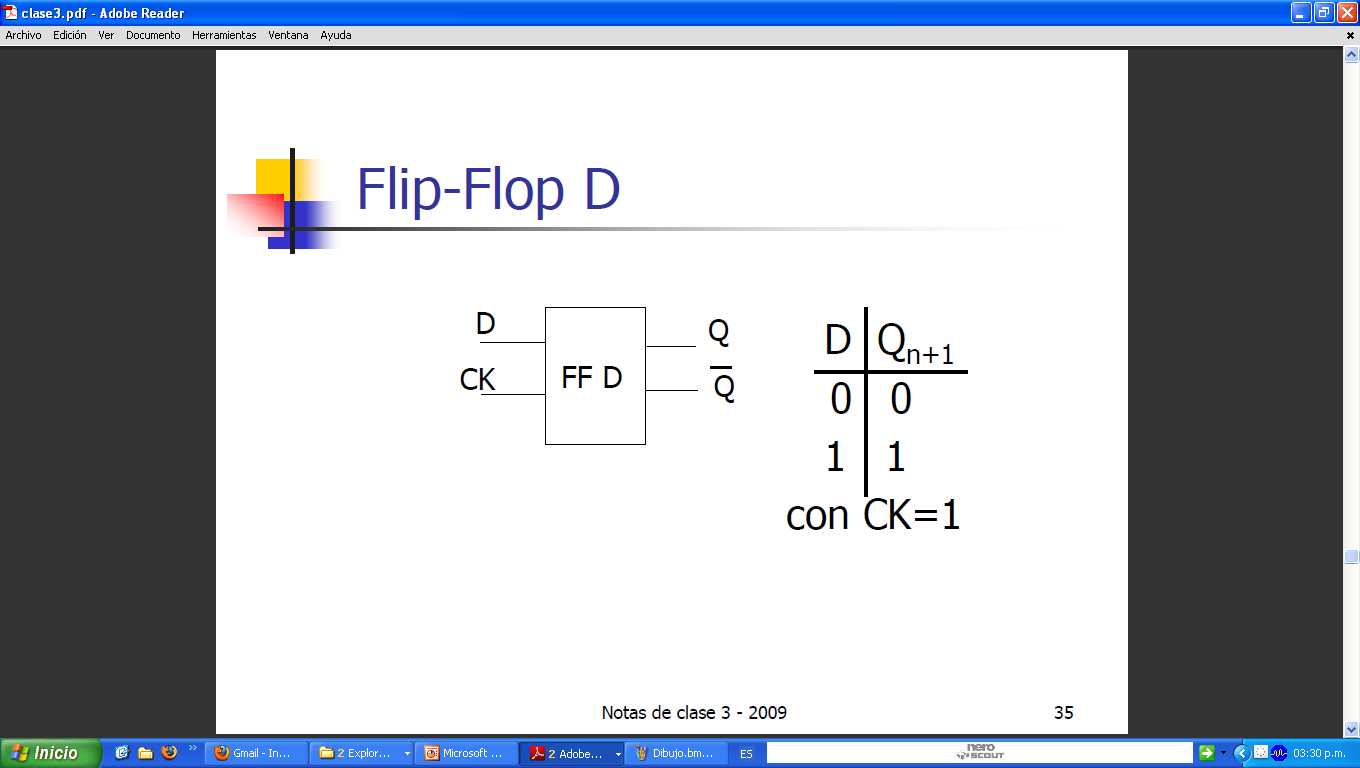 clase3.pdf - Adobe Reader
Archivo Edición Ver Documento Herramientas Ventana Ayuda
Flip-Flop D
D
CK
FF D
Q
Q̅
D Qn+1
0 0
1 1
con CK=1
Notas de clase 3 - 2009
35
Inicio
Gmail - In...
2 Explor...
Microsoft ...
2 Adobe...
Dibujo.bm...
ES
nero SCOUT
03:30 p.m.